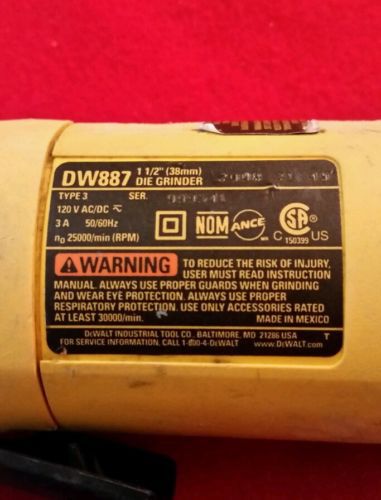 1 1/2" (38mm)
DW887 DIE GRINDER
TYPE 3 SER.
120 V AC/DC
3 A 50/60Hz
n₀ 25000/min (RPM)
NOM ANCE
SA
C 150399 US
WARNING TO REDUCE THE RISK OF INJURY,
USER MUST READ INSTRUCTION
MANUAL. ALWAYS USE PROPER GUARDS WHEN GRINDING
AND WEAR EYE PROTECTION. ALWAYS USE PROPER
RESPIRATORY PROTECTION. USE ONLY ACCESSORIES RATED
AT LEAST 30000/min. MADE IN MEXICO
DEWALT INDUSTRIAL TOOL CO., BALTIMORE, MD 21286 USA T
FOR SERVICE INFORMATION, CALL 1-800-4-DEWALT www.DEWALT.com